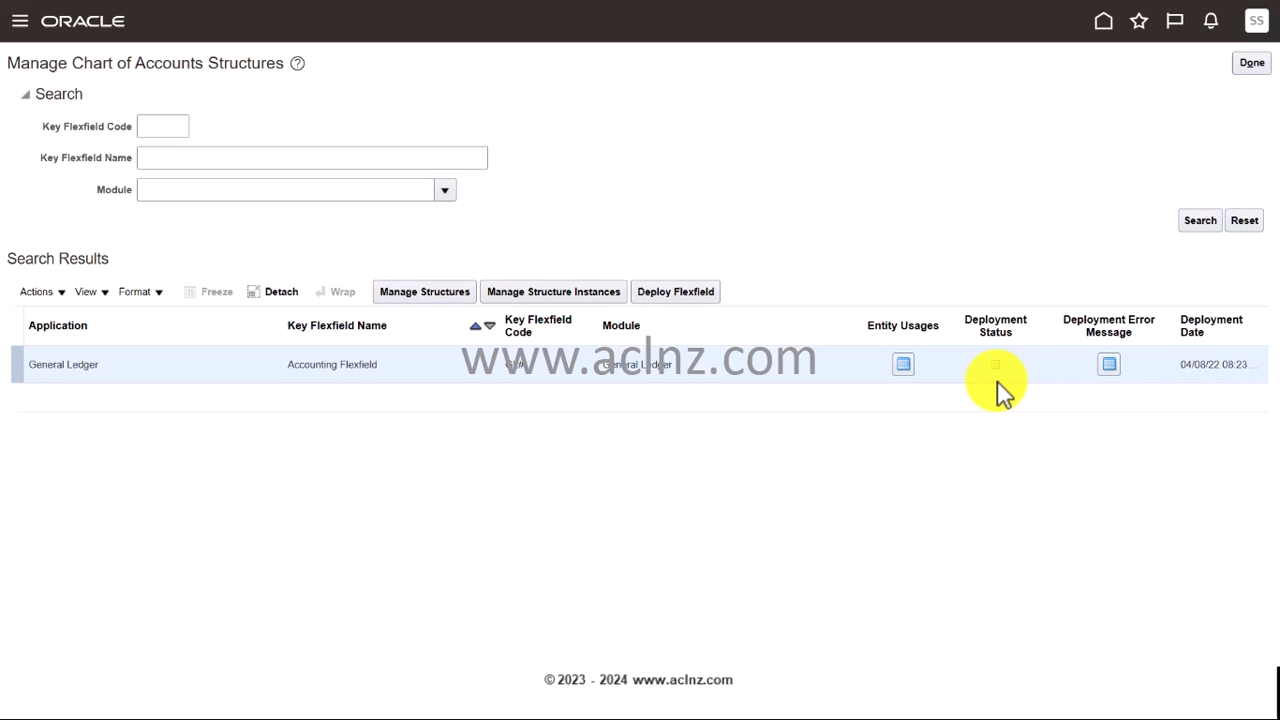 ORACLE
SS
Manage Chart of Accounts Structures ?
Done
Search
Key Flexfield Code
Key Flexfield Name
Module
Search Reset
Search Results
Actions View Format Freeze Detach Wrap Manage Structures Manage Structure Instances Deploy Flexfield
Application Key Flexfield Name Key Flexfield Code Module Entity Usages Deployment Status Deployment Error Message Deployment Date
General Ledger Accounting Flexfield General Ledger 04/08/22 08:23 ...
www.aclnz.com
© 2023 - 2024 www.aclnz.com